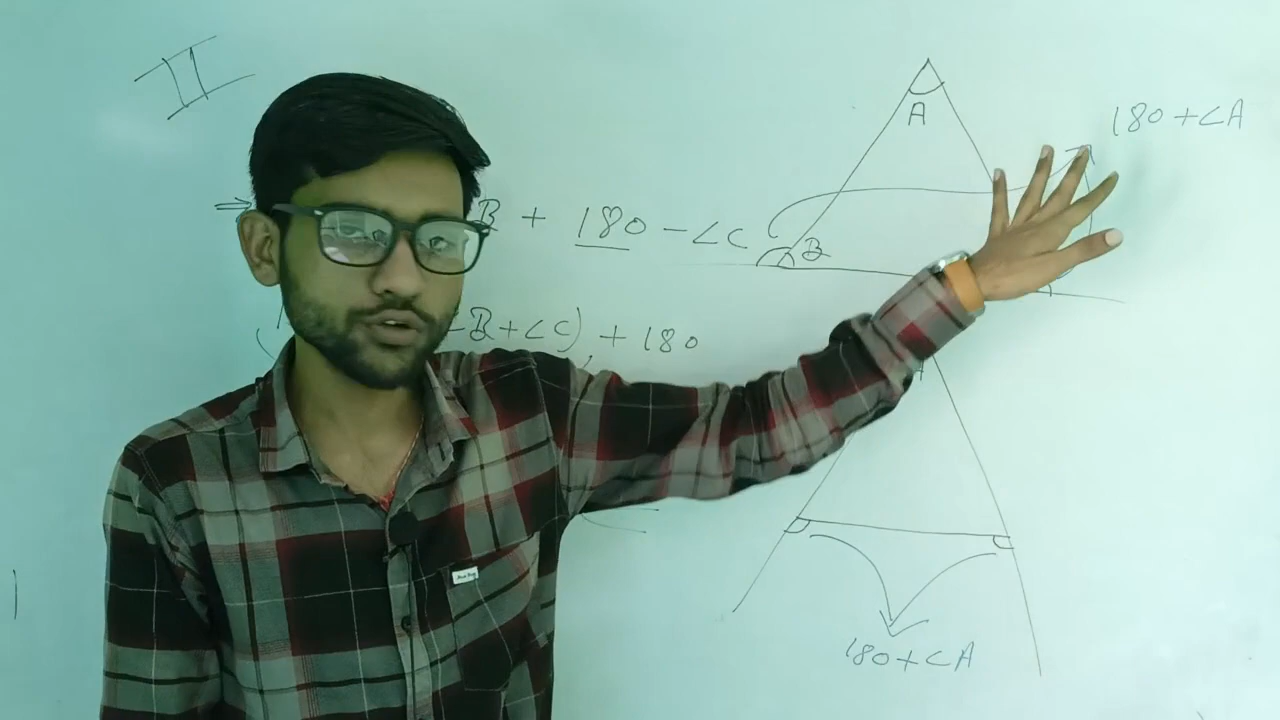 II
A
180 + ∠A
⇒ B + 180 - ∠C
B
B + ∠C) + 180
180 + ∠A